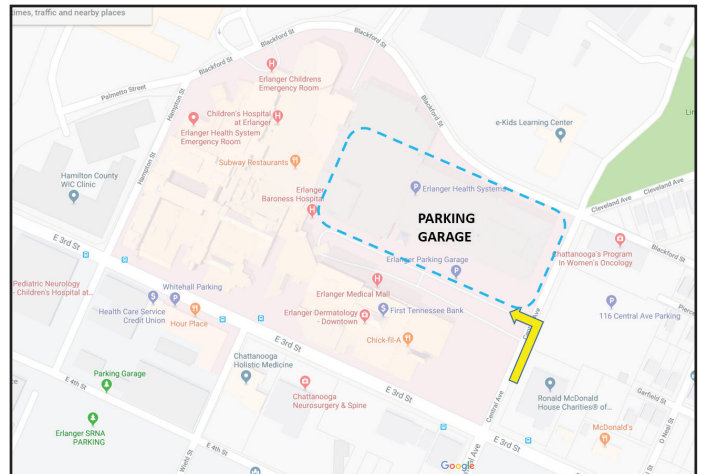 times, traffic and nearby places
Blackford St
Blackford St
Erlanger Childrens
Emergency Room
Palmetto Street
Hampton St
Blackford St
Children's Hospital
at Erlanger
Erlanger Health System
Emergency Room
e-Kids Learning Center
Subway Restaurants
Hamilton County
WIC Clinic
Hampton St
Erlanger Health Systems
Erlanger
Baroness Hospital
Cleveland Ave
Cleveland Ave
PARKING
GARAGE
E 3rd St
Blackford St
Chattanooga's Program
In Women's Oncology
Erlanger Parking Garage
Pediatric Neurology
- Children's Hospital at...
Whitehall Parking
Erlanger Medical Mall
Health Care Service
Credit Union
Hour Place
Erlanger Dermatology
- Downtown
First Tennessee Bank
116 Central Ave Parking
E 3rd St
Chick-fil-A
Chattanooga
Holistic Medicine
Parking Garage
E 4th St
Chattanooga
Neurosurgery & Spine
E 3rd St
Central Ave
Ronald McDonald
House Charities® of...
Garfield St
O Neal St
McDonald's
Erlanger SRNA
PARKING
E 4th St
E 3rd St
Wiehl St
Google